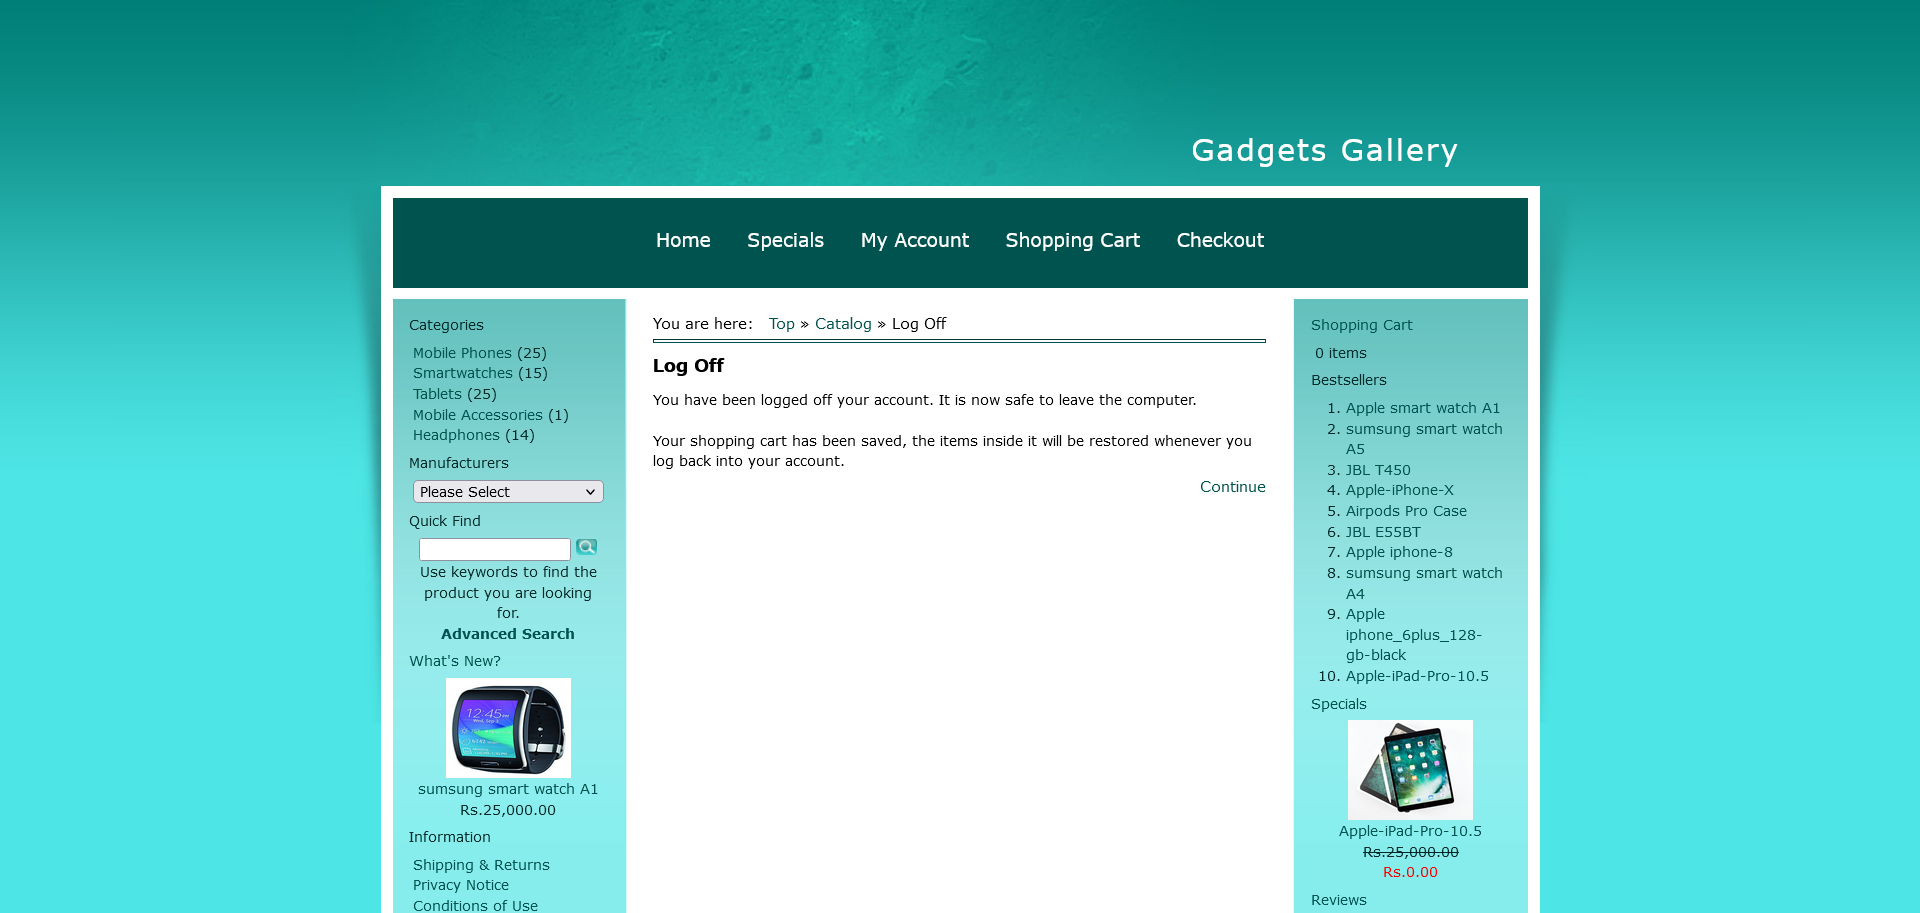 Gadgets Gallery
Home Specials My Account Shopping Cart Checkout
Categories
Mobile Phones (25)
Smartwatches (15)
Tablets (25)
Mobile Accessories (1)
Headphones (14)
Manufacturers
Please Select
Quick Find
Use keywords to find the
product you are looking
for.
Advanced Search
What's New?
12:45
sumsung smart watch A1
Rs.25,000.00
Information
Shipping & Returns
Privacy Notice
Conditions of Use
You are here: Top » Catalog » Log Off
Log Off
You have been logged off your account. It is now safe to leave the computer.
Your shopping cart has been saved, the items inside it will be restored whenever you
log back into your account.
Continue
Shopping Cart
0 items
Bestsellers
1. Apple smart watch A1
2. sumsung smart watch
A5
3. JBL T450
4. Apple-iPhone-X
5. Airpods Pro Case
6. JBL E55BT
7. Apple iphone-8
8. sumsung smart watch
A4
9. Apple
iphone_6plus_128-
gb-black
10. Apple-iPad-Pro-10.5
Specials
Apple-iPad-Pro-10.5
Rs.25,000.00
Rs.0.00
Reviews